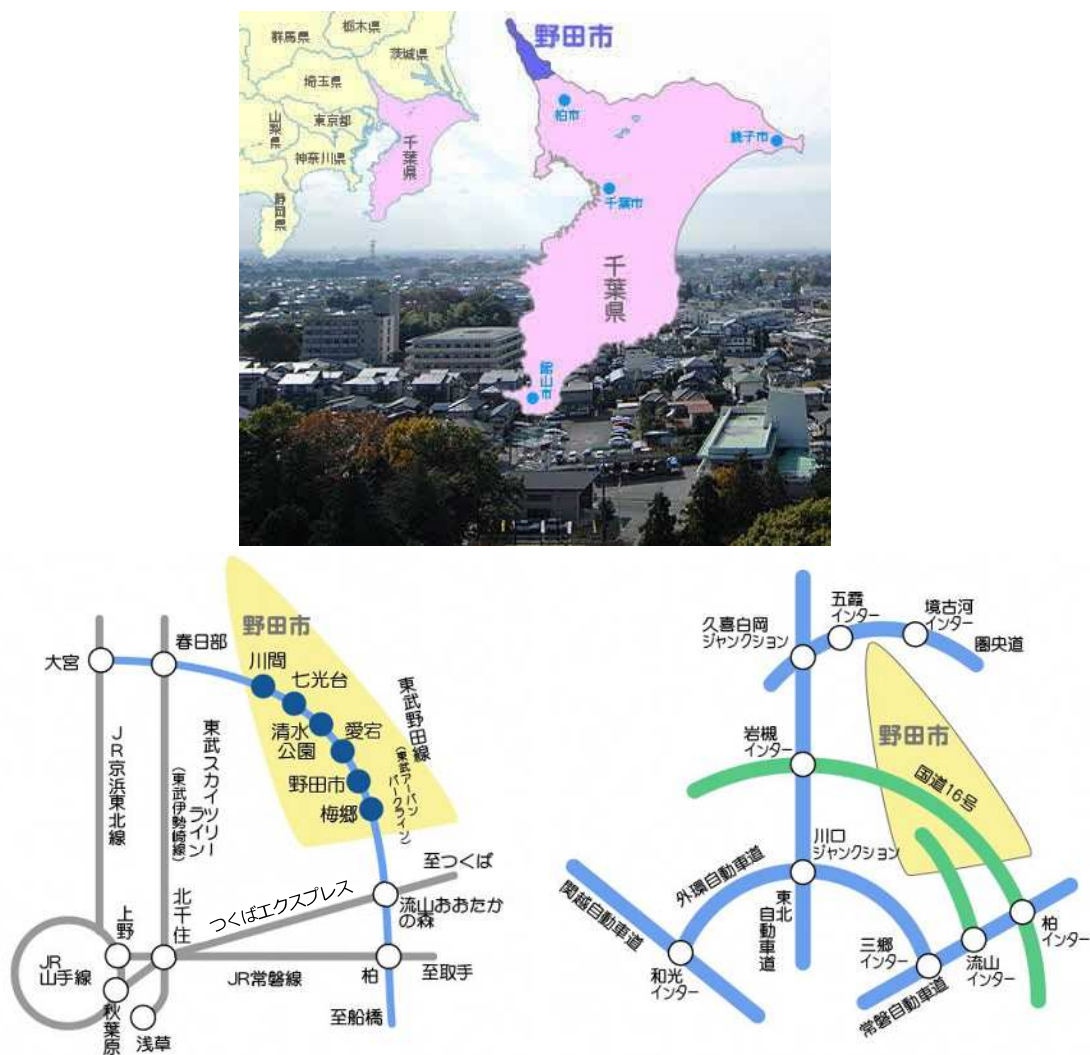 群馬県
栃木県
茨城県
埼玉県
東京都
山梨県
神奈川県
静岡県
千葉県
野田市
柏市
銚子市
千葉市
千葉県
館山市
野田市
大宮
春日部
川間
七光台
清水
公園
愛宕
野田市
梅郷
東武野田線
(東武アーバン
パークライン)
JR京浜東北線
東武スカイツリー
ライン
(東武伊勢崎線)
北千住
つくばエクスプレス
至つくば
流山おおたか
の森
上野
JR
山手線
秋葉原
浅草
JR常磐線
柏
至取手
至船橋
久喜白岡
ジャンクション
五霞
インター
境古河
インター
圏央道
岩槻
インター
野田市
国道16号
川口
ジャンクション
外環自動車道
関越自動車道
東北
自動車道
和光
インター
三郷
インター
流山
インター
柏
インター
常磐自動車道